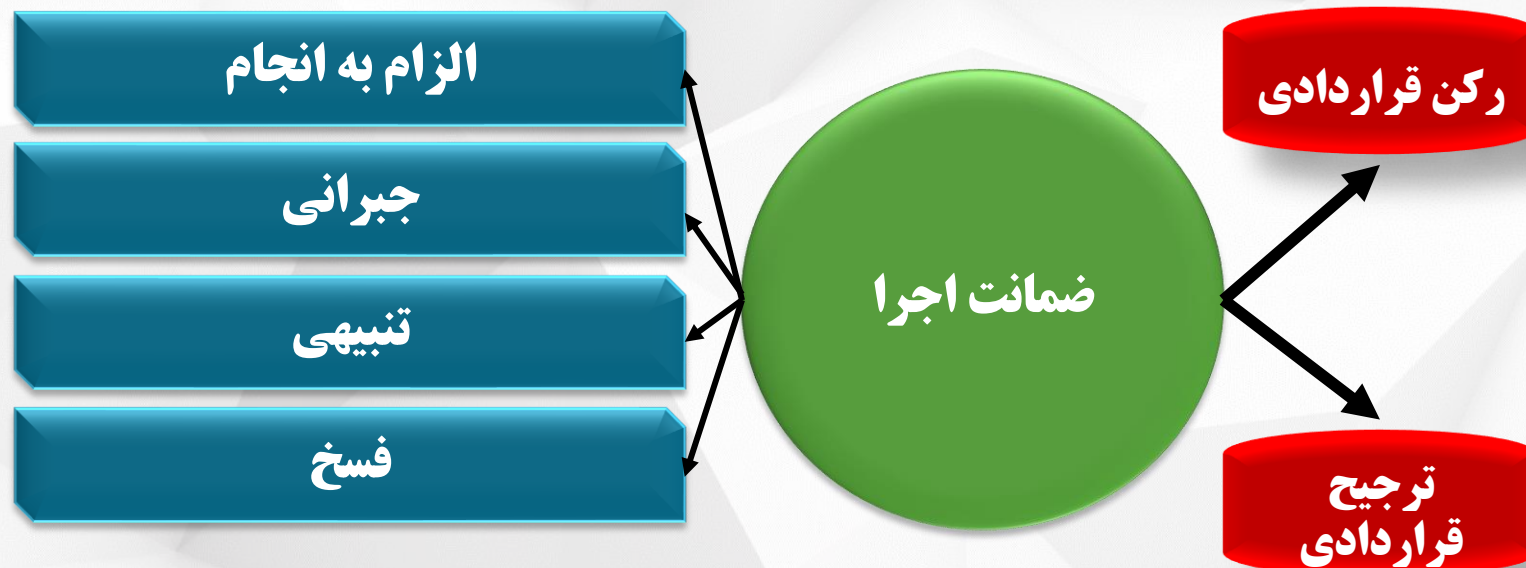 رکن قراردادی
ترجیح
قراردادی
ضمانت اجرا
الزام به انجام
جبرانی
تنبیهی
فسخ